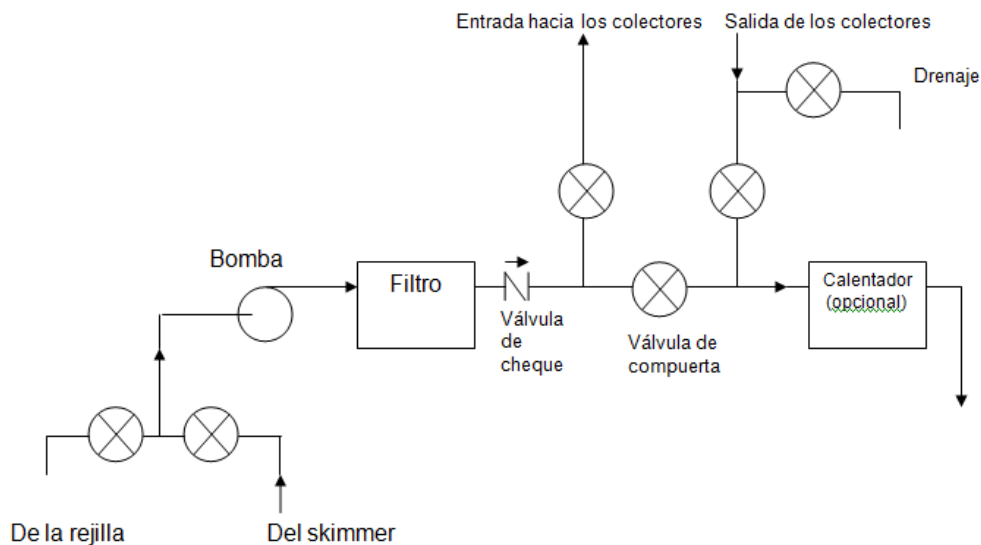 Entrada hacia los colectores
Salida de los colectores
Drenaje
Bomba
Filtro
Calentador
(opcional)
Válvula
de
cheque
Válvula de
compuerta
De la rejilla
Del skimmer